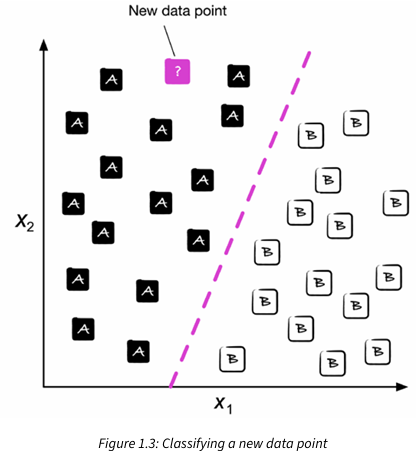 New data point
A ? A
A A A B B
A A B
A A B B
X₂
A A B B
A A B B B B
A B
A B B B
X₁
Figure 1.3: Classifying a new data point